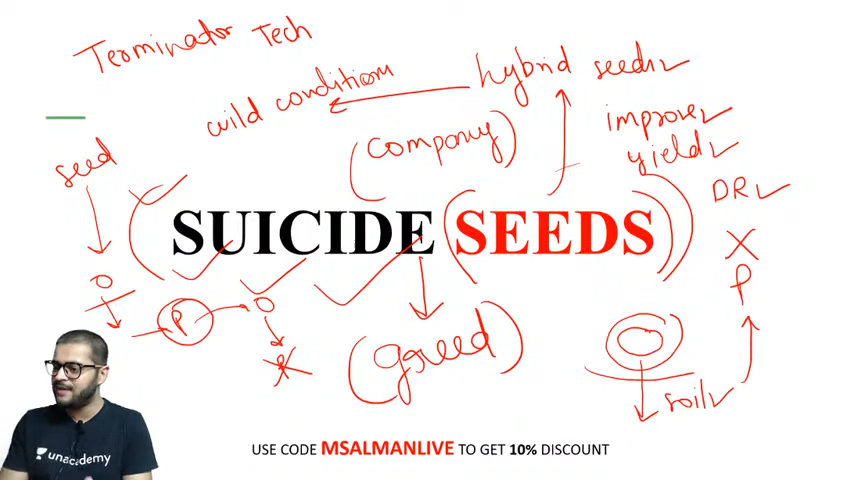 Terminator Tech
wild condition
hybrid seeds
improve
yield
(company)
seed
DR
SUICIDE SEEDS
X
P
P
(greed)
soil
unacademy
USE CODE MSALMANLIVE TO GET 10% DISCOUNT